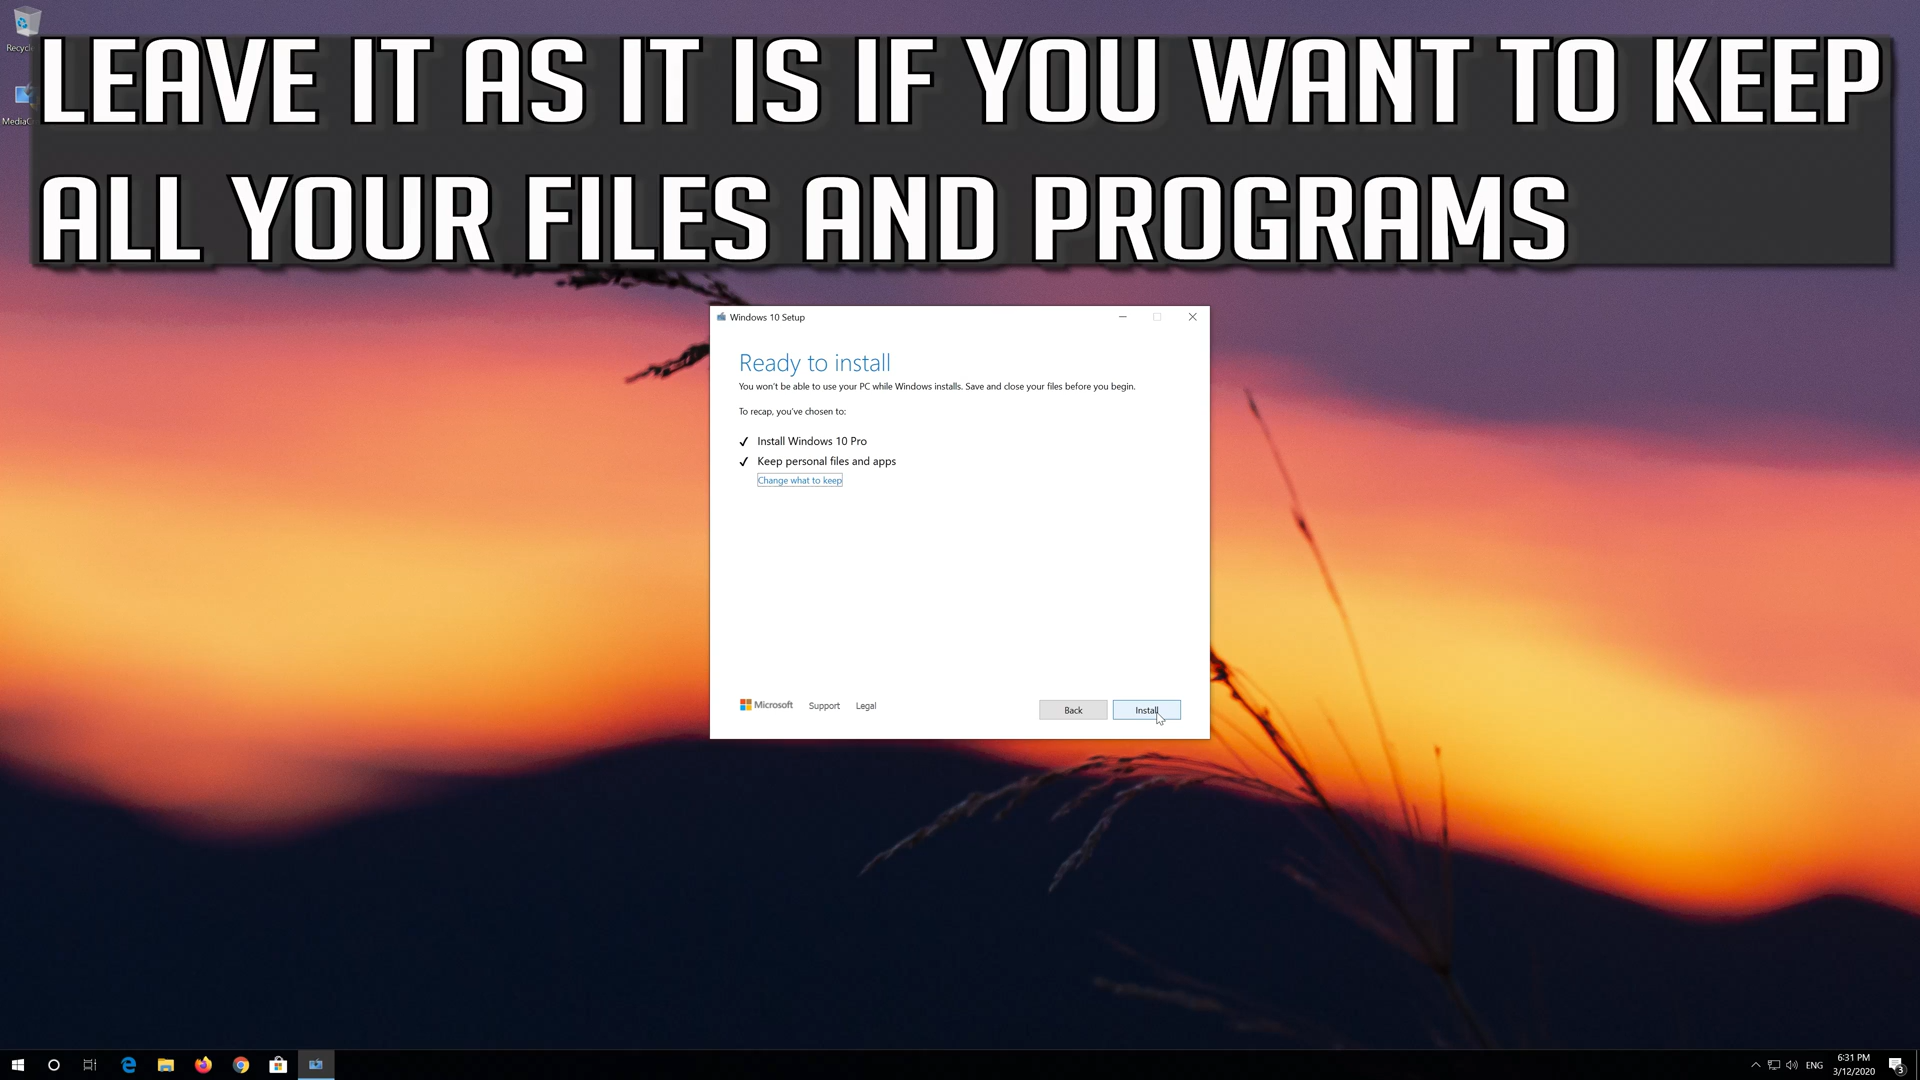 LEAVE IT AS IT IS IF YOU WANT TO KEEP
ALL YOUR FILES AND PROGRAMS
Recycl
MediaC
Windows 10 Setup
Ready to install
You won't be able to use your PC while Windows installs. Save and close your files before you begin.
To recap, you've chosen to:
Install Windows 10 Pro
Keep personal files and apps
Change what to keep
Microsoft Support Legal
Back Install
ENG
6:31 PM
3/12/2020
3